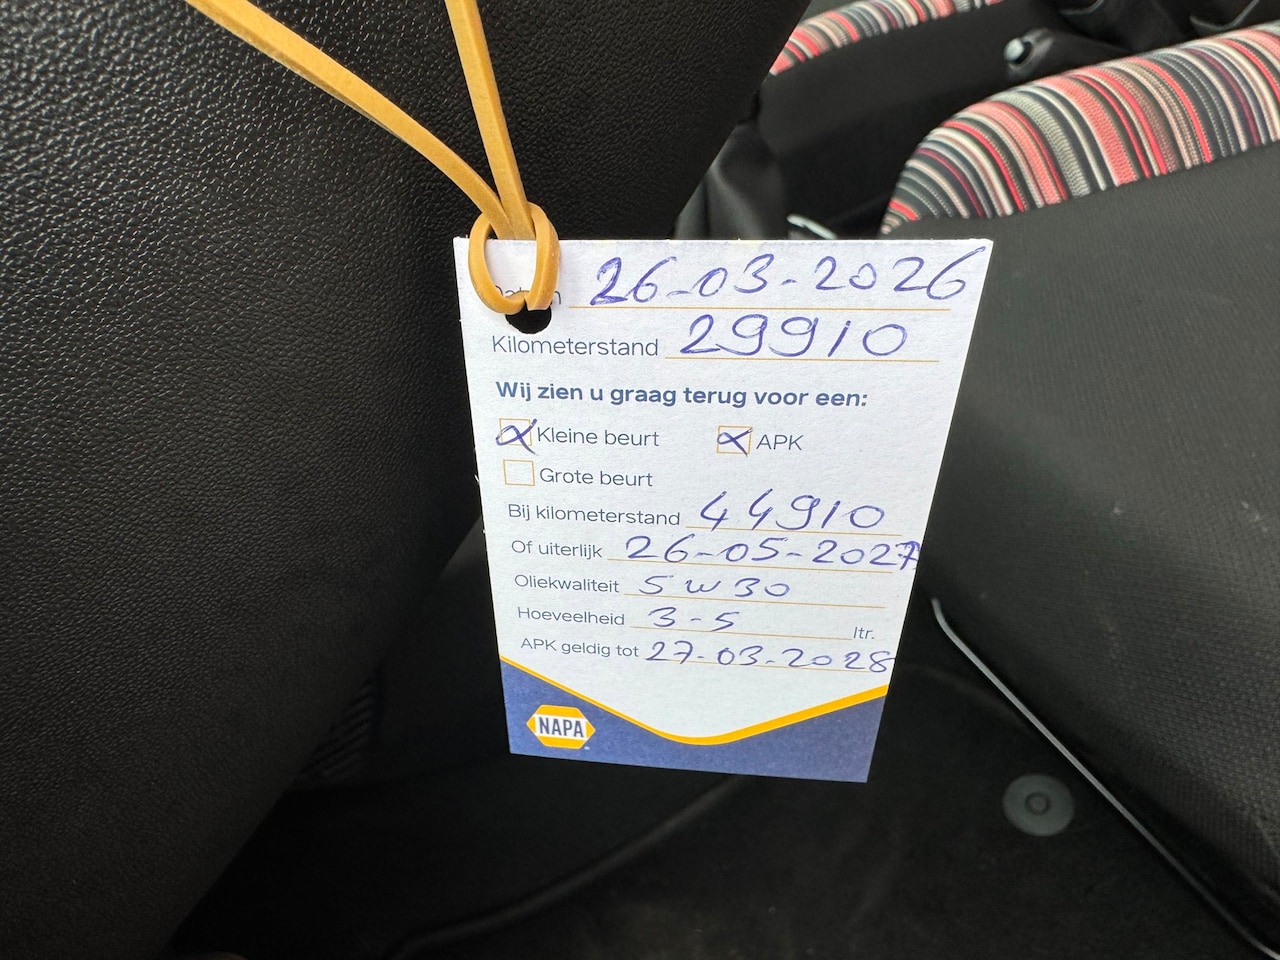 Datum 26-03-2026
Kilometerstand 29910
Wij zien u graag terug voor een:
Kleine beurt APK
Grote beurt
Bij kilometerstand 44910
Of uiterlijk 26-05-2027
Oliekwaliteit 5W30
Hoeveelheid 3-5 ltr.
APK geldig tot 27-03-2028
NAPA